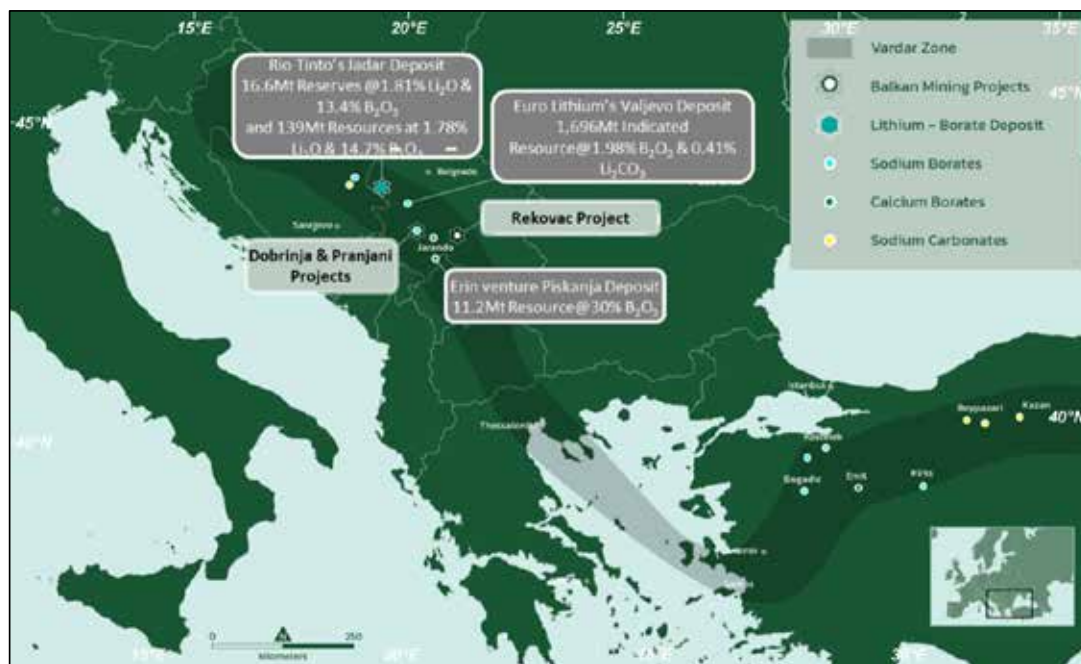 15°E
20°E
25°E
30°E
35°E
Rio Tinto's Jadar Deposit
16.6Mt Reserves @1.81% Li₂O &
13.4% B₂O₃
and 139Mt Resources at 1.78%
Li₂O & 14.7% B₂O₃
Euro Lithium's Valjevo Deposit
1,696Mt Indicated
Resource@1.98% B₂O₃ & 0.41%
Li₂CO₃
Vardar Zone
Balkan Mining Projects
Lithium – Borate Deposit
Sodium Borates
Calcium Borates
Sodium Carbonates
45°N
45°N
Belgrade
Sarajevo
Rekovac Project
Jarando
Dobrinja & Pranjani
Projects
Erin venture Piskanja Deposit
11.2Mt Resource@30% B₂O₃
Istanbul
Thessaloniki
Beypazari
Kazan
40°N
40°N
Bigadic
Emit
Kirka
0
250
kilometers
15°E
20°E